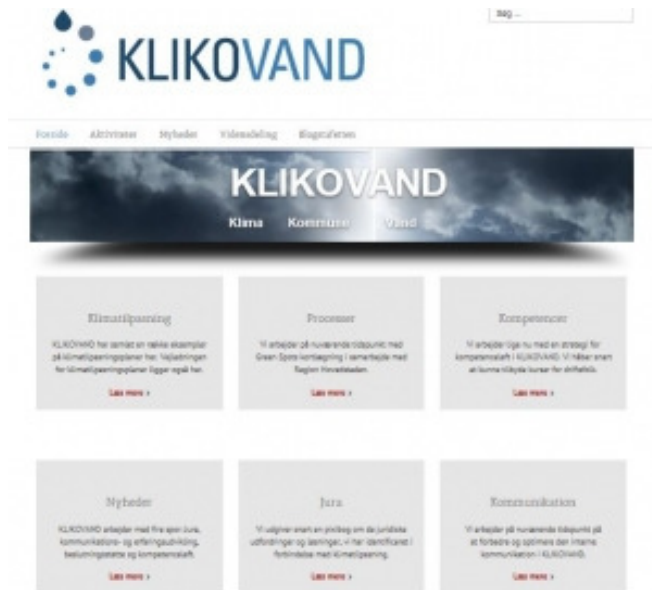 Søg ...
KLIKOVAND
Forside Aktiviteter Nyheder Videndeling Blogstafetten
KLIKOVAND
Klima Kommune Vand
Klimatilpasning
KLIKOVAND har samlet en række eksempler
på klimatilpasningsplaner her. Vejledningen
for klimatilpasningsplaner ligger også her.
Læs mere >
Processer
Vi arbejder på nuværende tidspunkt med
Green Spots kortlægning i samarbejde med
Region Hovedstaden.
Læs mere >
Kompetencer
Vi arbejder lige nu med en strategi for
kompetenceløft i KLIKOVAND. Vi håber snart
at kunne tilbyde kurser for driftsfolk.
Læs mere >
Nyheder
KLIKOVAND arbejder med fire spor: Jura,
kommunikations- og erfaringsudvikling,
beslutningsstøtte og kompetenceløft.
Læs mere >
Jura
Vi udgiver snart en pixibog om de juridiske
udfordringer og løsninger, vi har identificeret i
forbindelse med klimatilpasning.
Læs mere >
Kommunikation
Vi arbejder på nuværende tidspunkt på
at forbedre og optimere den interne
kommunikation i KLIKOVAND.
Læs mere >